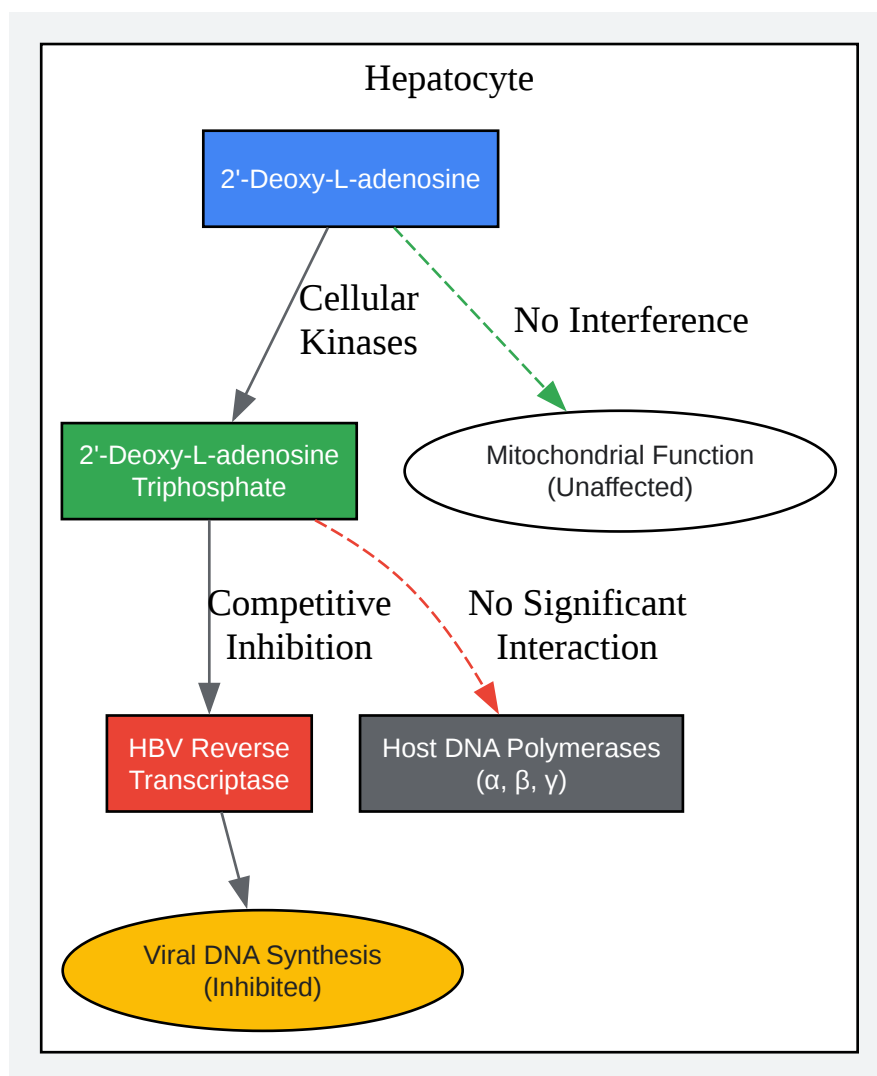 Hepatocyte
2'-Deoxy-L-adenosine
Cellular
Kinases
No Interference
2'-Deoxy-L-adenosine
Triphosphate
Mitochondrial Function
(Unaffected)
Competitive
Inhibition
No Significant
Interaction
HBV Reverse
Transcriptase
Host DNA Polymerases
(α, β, γ)
Viral DNA Synthesis
(Inhibited)